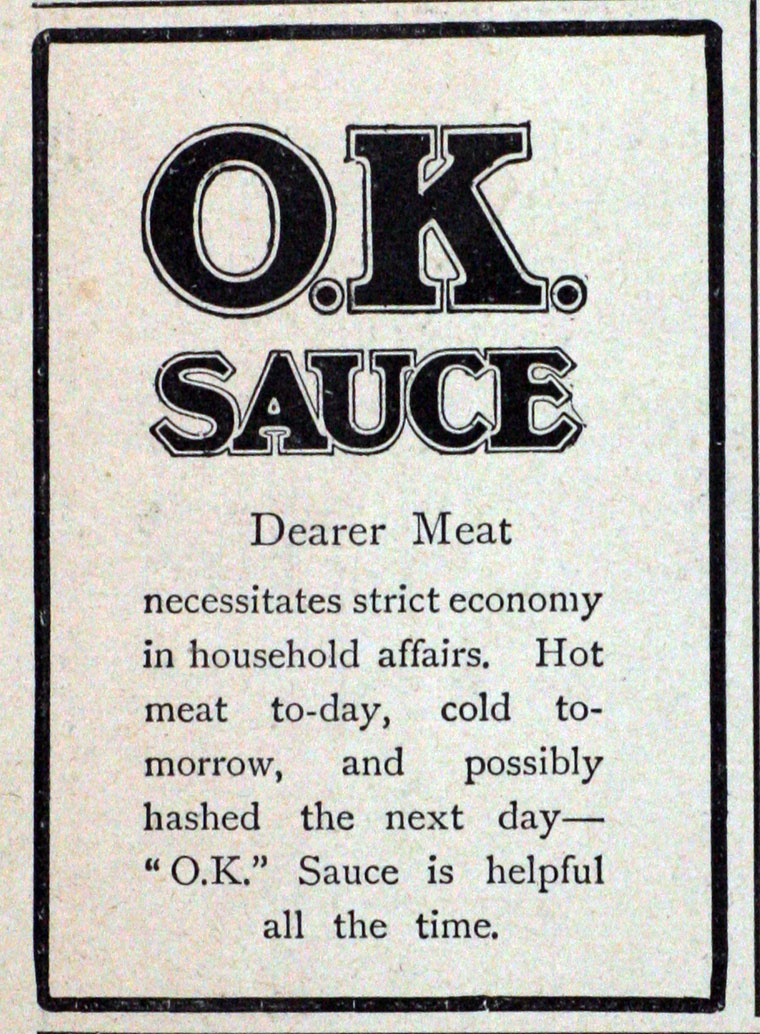 O.K.
SAUCE
Dearer Meat
necessitates strict economy
in household affairs. Hot
meat to-day, cold to-
morrow, and possibly
hashed the next day—
“O.K.” Sauce is helpful
all the time.